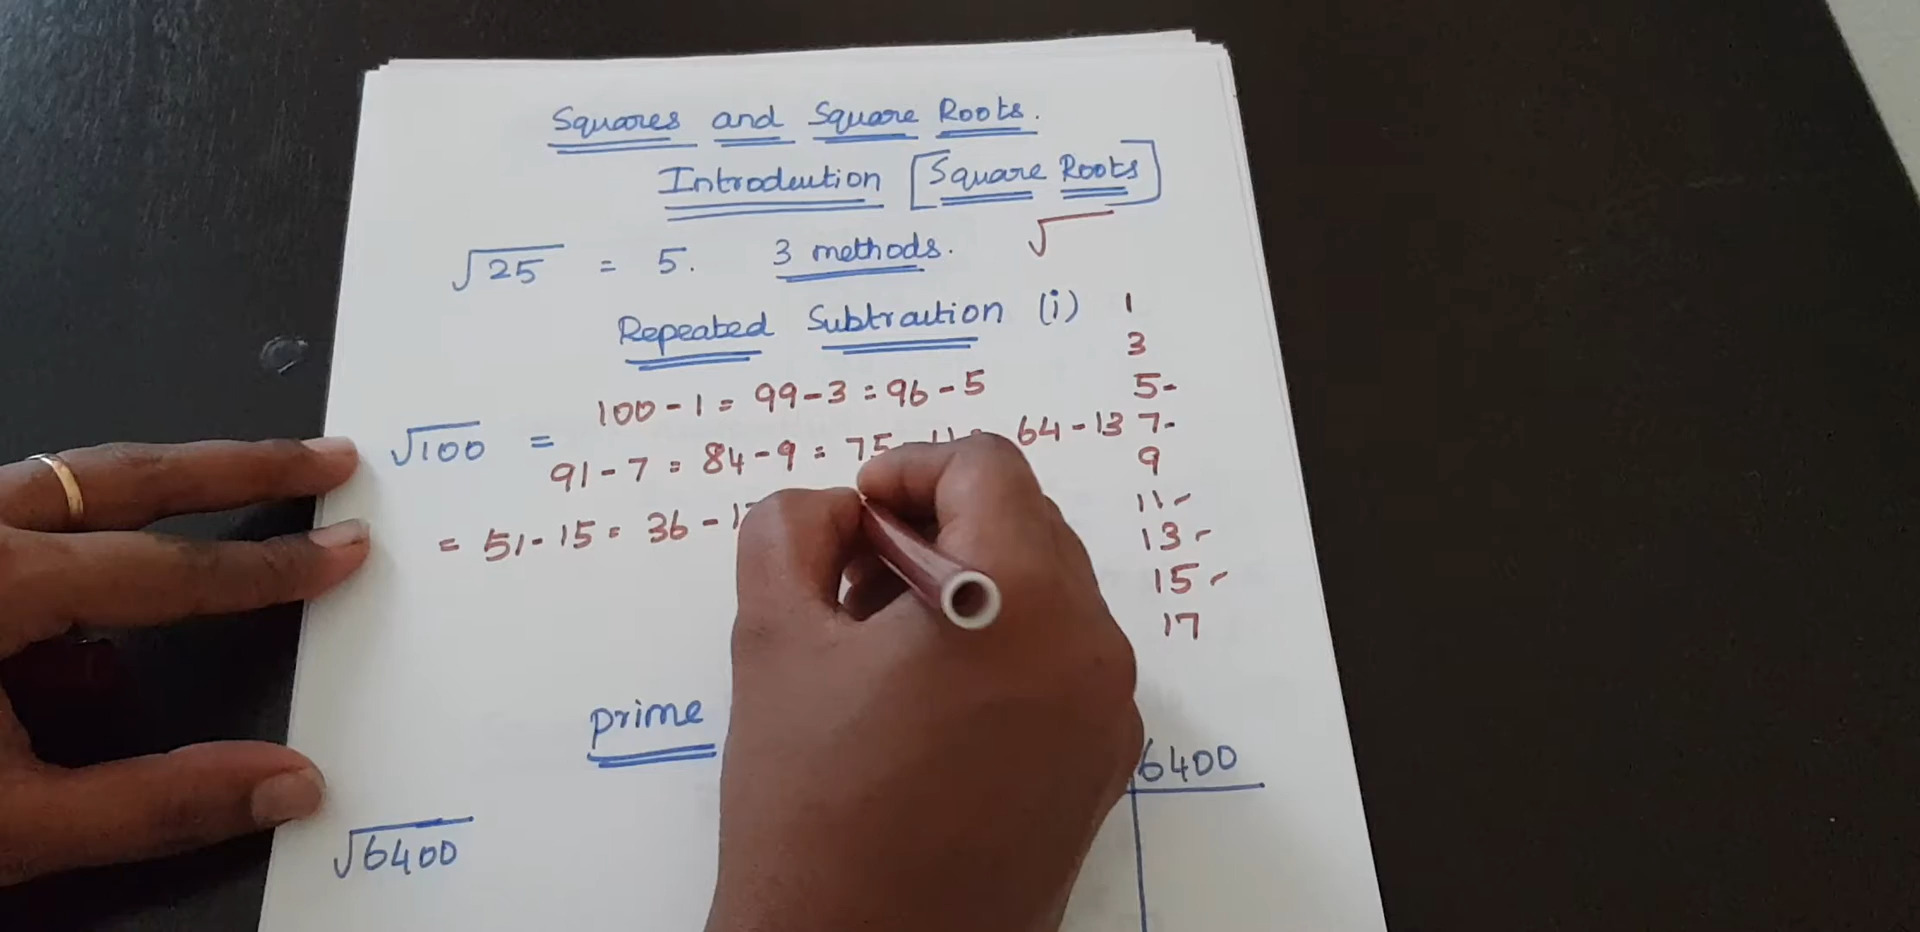 Squares and Square Roots.
Introduction [Square Roots]
√25 = 5. 3 methods. √
Repeated Subtraction (i) 1
3
100 - 1 = 99 - 3 = 96 - 5 5-
√100 = 91 - 7 = 84 - 9 = 75 - 11 = 64 - 13 7-
9
= 51 - 15 = 36 - 11-
13-
15-
17
prime
6400
√6400